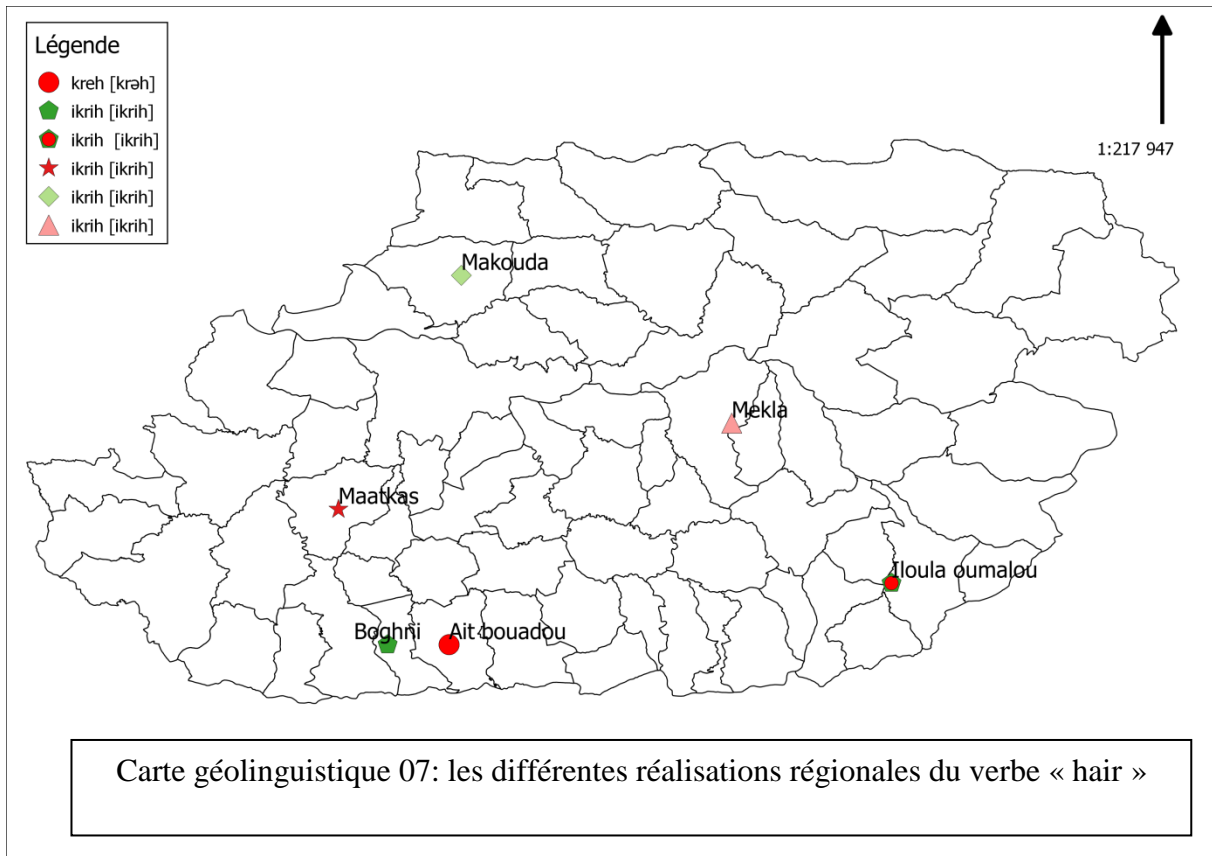 Légende
kreh [krəh]
ikrih [ikrih]
ikrih [ikrih]
ikrih [ikrih]
ikrih [ikrih]
ikrih [ikrih]
1:217 947
Makouda
Mekla
Maatkas
Iloula oumalou
Boghni
Ait bouadou
Carte géolinguistique 07: les différentes réalisations régionales du verbe « hair »